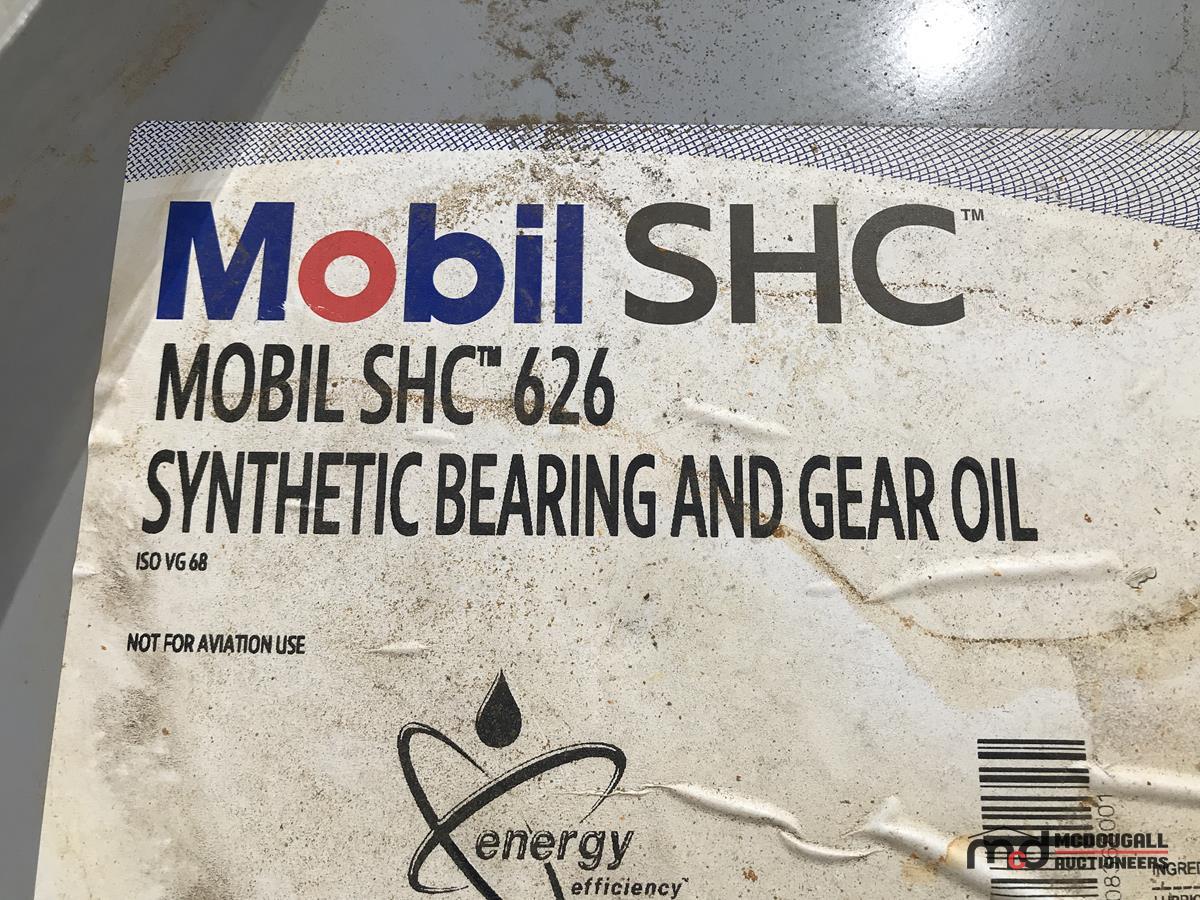 Mobil SHC™
MOBIL SHC™ 626
SYNTHETIC BEARING AND GEAR OIL
ISO VG 68
NOT FOR AVIATION USE
energy
efficiency™
mcd MCDOUGALL
AUCTIONEERS